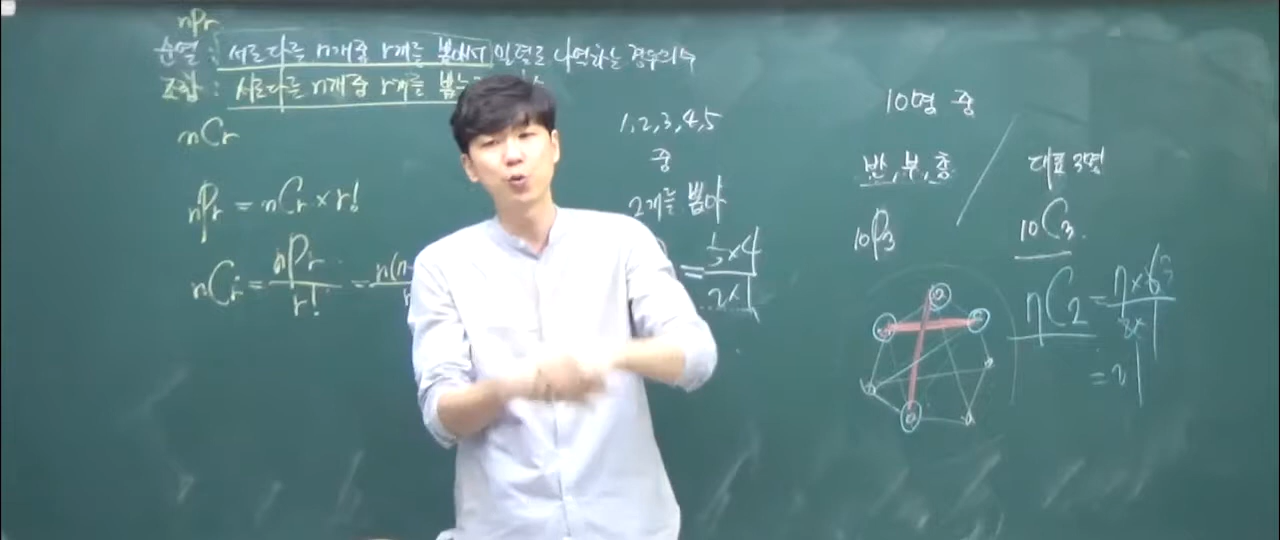 nPr
순열 : 서로 다른 n개 중 r개를 뽑아서 일렬로 나열하는 경우의 수
조합 : 서로 다른 n개 중 r개를 뽑는
nCr
nPr = nCr × r!
nCr = nPr / r! = n(n-
1,2,3,4,5
중
2개를 뽑아
= 5×4 / 2×1
10명 중
반, 부, 총
10P3
대표 3명
10C3
7C2 = 7×6 / 2×1
= 21